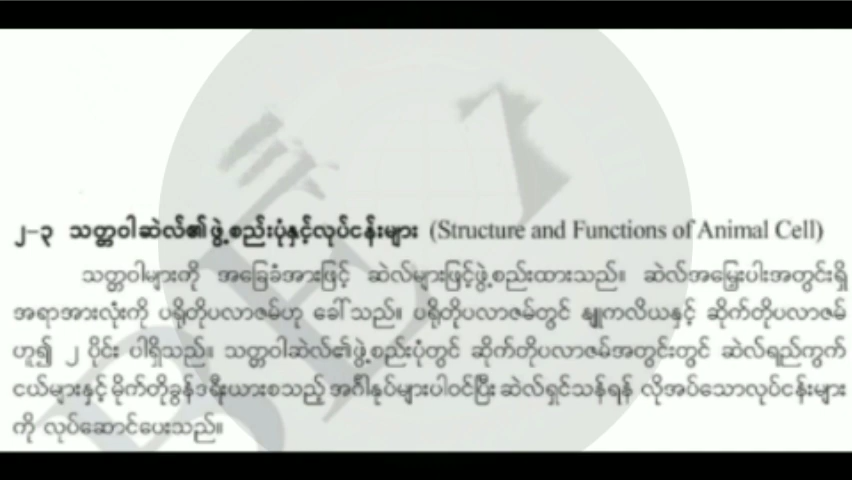 ၂-၃ သတ္တဝါဆဲလ်၏ဖွဲ့စည်းပုံနှင့်လုပ်ငန်းများ (Structure and Functions of Animal Cell)
သတ္တဝါများကို အခြေခံအားဖြင့် ဆဲလ်များဖြင့်ဖွဲ့စည်းထားသည်။ ဆဲလ်အမြှေးပါးအတွင်းရှိ
အရာအားလုံးကို ပရိုတိုပလာဇမ်ဟု ခေါ်သည်။ ပရိုတိုပလာဇမ်တွင် နျူကလိယနှင့် ဆိုက်တိုပလာဇမ်
ဟူ၍ ၂ ပိုင်း ပါရှိသည်။ သတ္တဝါဆဲလ်၏ဖွဲ့စည်းပုံတွင် ဆိုက်တိုပလာဇမ်အတွင်းတွင် ဆဲလ်ရည်ကွက်
ငယ်များနှင့် မိုက်တိုခွန်ဒရီးယားစသည့် အင်္ဂါနုပ်များပါဝင်ပြီး ဆဲလ်ရှင်သန်ရန် လိုအပ်သောလုပ်ငန်းများ
ကို လုပ်ဆောင်ပေးသည်။